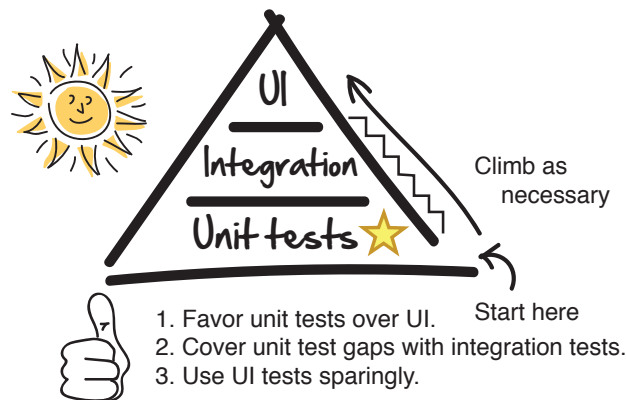 UI
Integration
Unit tests
Climb as
necessary
Start here
1. Favor unit tests over UI.
2. Cover unit test gaps with integration tests.
3. Use UI tests sparingly.